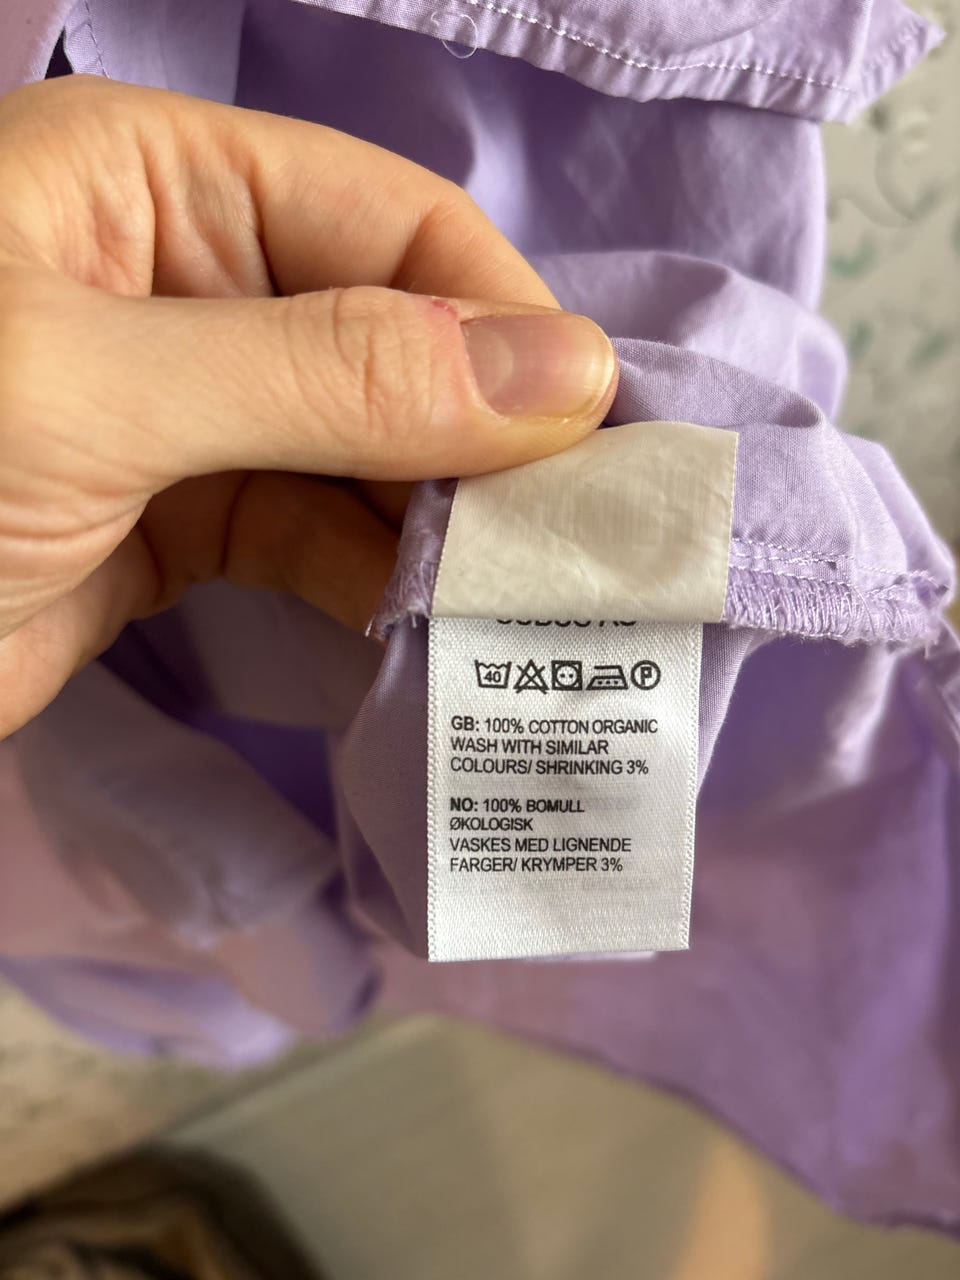 40
P
GB: 100% COTTON ORGANIC
WASH WITH SIMILAR
COLOURS/ SHRINKING 3%
NO: 100% BOMULL
ØKOLOGISK
VASKES MED LIGNENDE
FARGER/ KRYMPER 3%